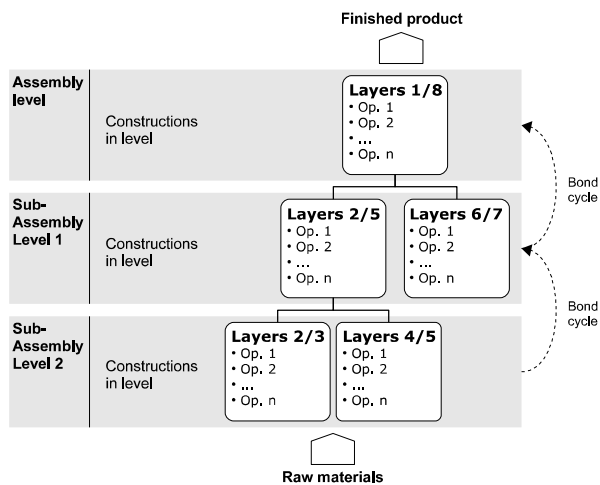 Finished product
Assembly
level
Constructions
in level
Layers 1/8
• Op. 1
• Op. 2
• ...
• Op. n
Bond
cycle
Sub-
Assembly
Level 1
Constructions
in level
Layers 2/5
• Op. 1
• Op. 2
• ...
• Op. n
Layers 6/7
• Op. 1
• Op. 2
• ...
• Op. n
Bond
cycle
Sub-
Assembly
Level 2
Constructions
in level
Layers 2/3
• Op. 1
• Op. 2
• ...
• Op. n
Layers 4/5
• Op. 1
• Op. 2
• ...
• Op. n
Raw materials